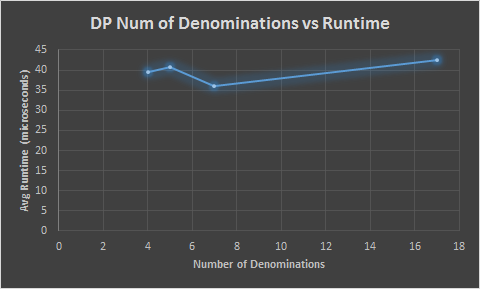 DP Num of Denominations vs Runtime
45
40
35
30
25
20
15
10
5
0
Avg Runtime (microseconds)
0 2 4 6 8 10 12 14 16 18
Number of Denominations